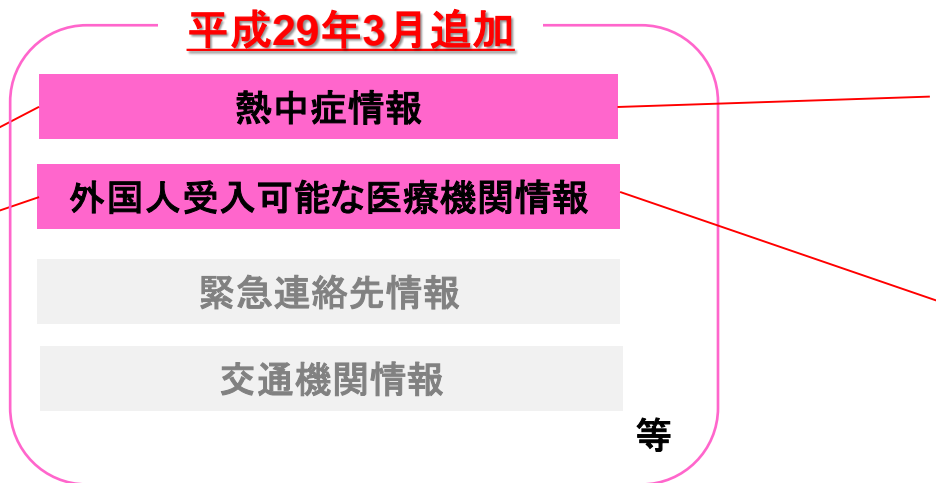 平成29年3月追加
熱中症情報
外国人受入可能な医療機関情報
緊急連絡先情報
交通機関情報
等